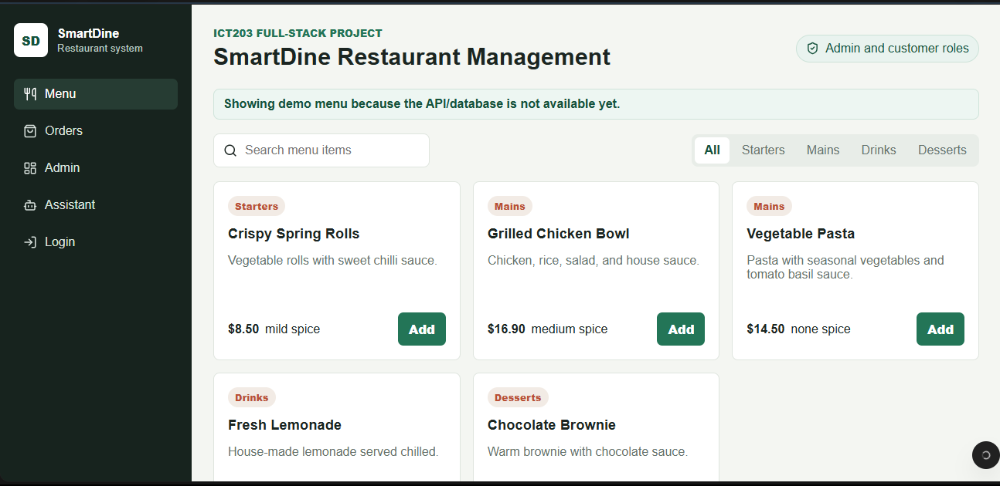 SD
SmartDine
Restaurant system
Menu
Orders
Admin
Assistant
Login
ICT203 FULL-STACK PROJECT
SmartDine Restaurant Management
Admin and customer roles
Showing demo menu because the API/database is not available yet.
Search menu items
All Starters Mains Drinks Desserts
Starters
Crispy Spring Rolls
Vegetable rolls with sweet chilli sauce.
$8.50 mild spice Add
Mains
Grilled Chicken Bowl
Chicken, rice, salad, and house sauce.
$16.90 medium spice Add
Mains
Vegetable Pasta
Pasta with seasonal vegetables and
tomato basil sauce.
$14.50 none spice Add
Drinks
Fresh Lemonade
House-made lemonade served chilled.
Desserts
Chocolate Brownie
Warm brownie with chocolate sauce.